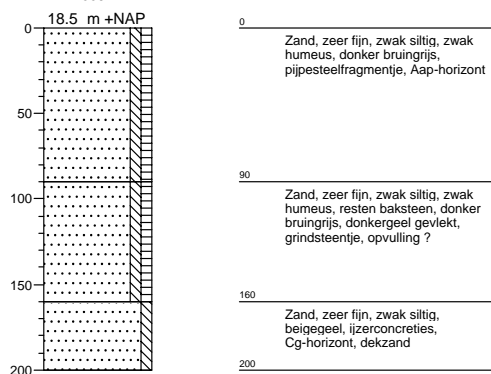 18.5 m +NAP
0
50
100
150
200
0
Zand, zeer fijn, zwak siltig, zwak
humeus, donker bruingrijs,
pijpesteelfragmentje, Aap-horizont
90
Zand, zeer fijn, zwak siltig, zwak
humeus, resten baksteen, donker
bruingrijs, donkergeel gevlekt,
grindsteentje, opvulling ?
160
Zand, zeer fijn, zwak siltig,
beigegeel, ijzerconcreties,
Cg-horizont, dekzand
200